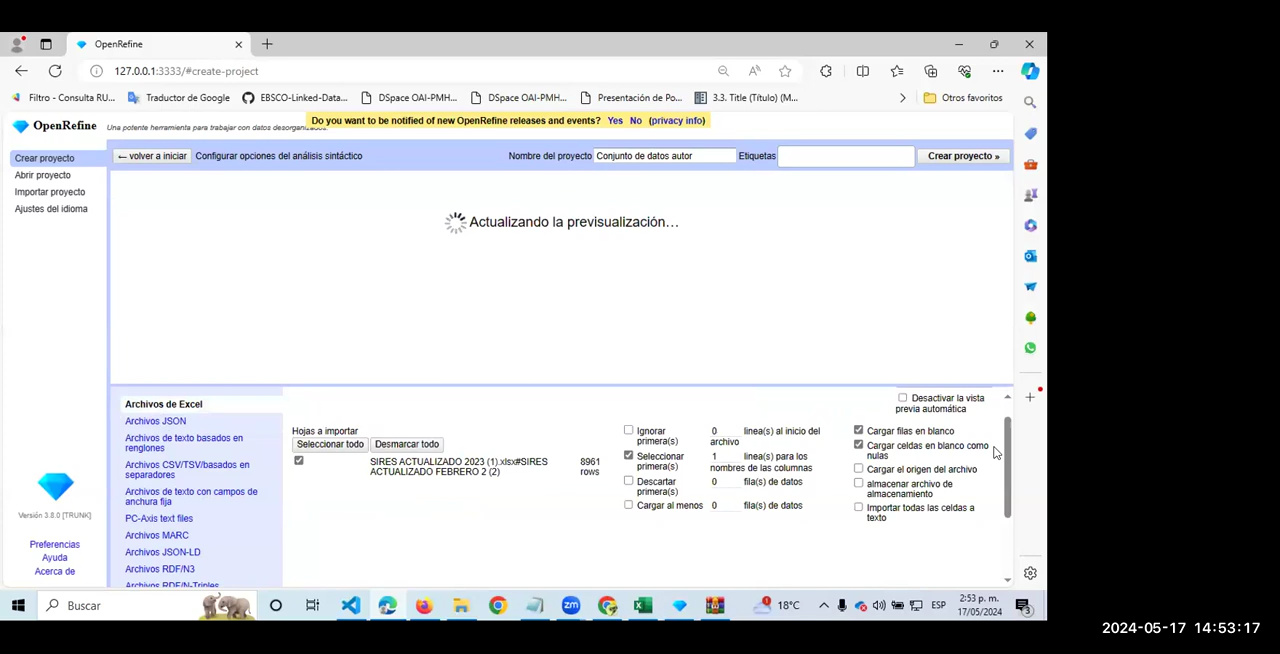 OpenRefine
127.0.0.1:3333/#create-project
Filtro - Consulta RU...
Traductor de Google
EBSCO-Linked-Data...
DSpace OAI-PMH...
DSpace OAI-PMH...
Presentación de Po...
3.3. Title (Título) (M...
Otros favoritos
OpenRefine
Una potente herramienta para trabajar con datos desorganizados.
Do you want to be notified of new OpenRefine releases and events? Yes No (privacy info)
Crear proyecto
Abrir proyecto
Importar proyecto
Ajustes del idioma
← volver a iniciar
Configurar opciones del análisis sintáctico
Nombre del proyecto
Conjunto de datos autor
Etiquetas
Crear proyecto »
Actualizando la previsualización...
Archivos de Excel
Archivos JSON
Archivos de texto basados en
renglones
Archivos CSV/TSV/basados en
separadores
Archivos de texto con campos de
anchura fija
PC-Axis text files
Archivos MARC
Archivos JSON-LD
Archivos RDF/N3
Archivos RDF/N-Triples
Hojas a importar
Seleccionar todo
Desmarcar todo
SIRES ACTUALIZADO 2023 (1).xlsx#SIRES
ACTUALIZADO FEBRERO 2 (2)
8961
rows
Ignorar
primera(s)
0 linea(s) al inicio del
archivo
Seleccionar
primera(s)
1 linea(s) para los
nombres de las columnas
Descartar
primera(s)
0 fila(s) de datos
Cargar al menos
0 fila(s) de datos
Desactivar la vista
previa automática
Cargar filas en blanco
Cargar celdas en blanco como
nulas
Cargar el origen del archivo
almacenar archivo de
almacenamiento
Importar todas las celdas a
texto
Versión 3.8.0 [TRUNK]
Preferencias
Ayuda
Acerca de
Buscar
zm
18°C
ESP
2:53 p. m.
17/05/2024
3
2024-05-17 14:53:17